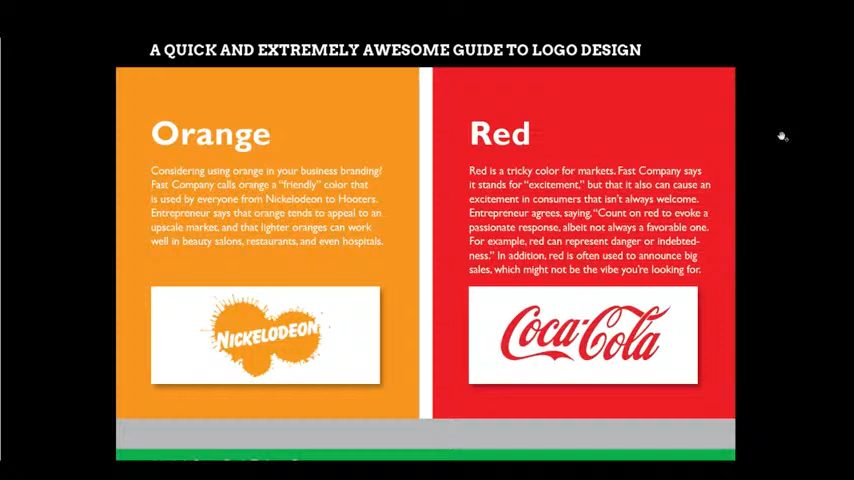 A QUICK AND EXTREMELY AWESOME GUIDE TO LOGO DESIGN
Orange
Considering using orange in your business branding?
Fast Company calls orange a “friendly” color that
is used by everyone from Nickelodeon to Hooters.
Entrepreneur says that orange tends to appeal to an
upscale market, and that lighter oranges can work
well in beauty salons, restaurants, and even hospitals.
NICKELODEON
Red
Red is a tricky color for markets. Fast Company says
it stands for “excitement,” but that it also can cause an
excitement in consumers that isn’t always welcome.
Entrepreneur agrees, saying, “Count on red to evoke a
passionate response, albeit not always a favorable one.
For example, red can represent danger or indebted-
ness.” In addition, red is often used to announce big
sales, which might not be the vibe you’re looking for.
Coca-Cola